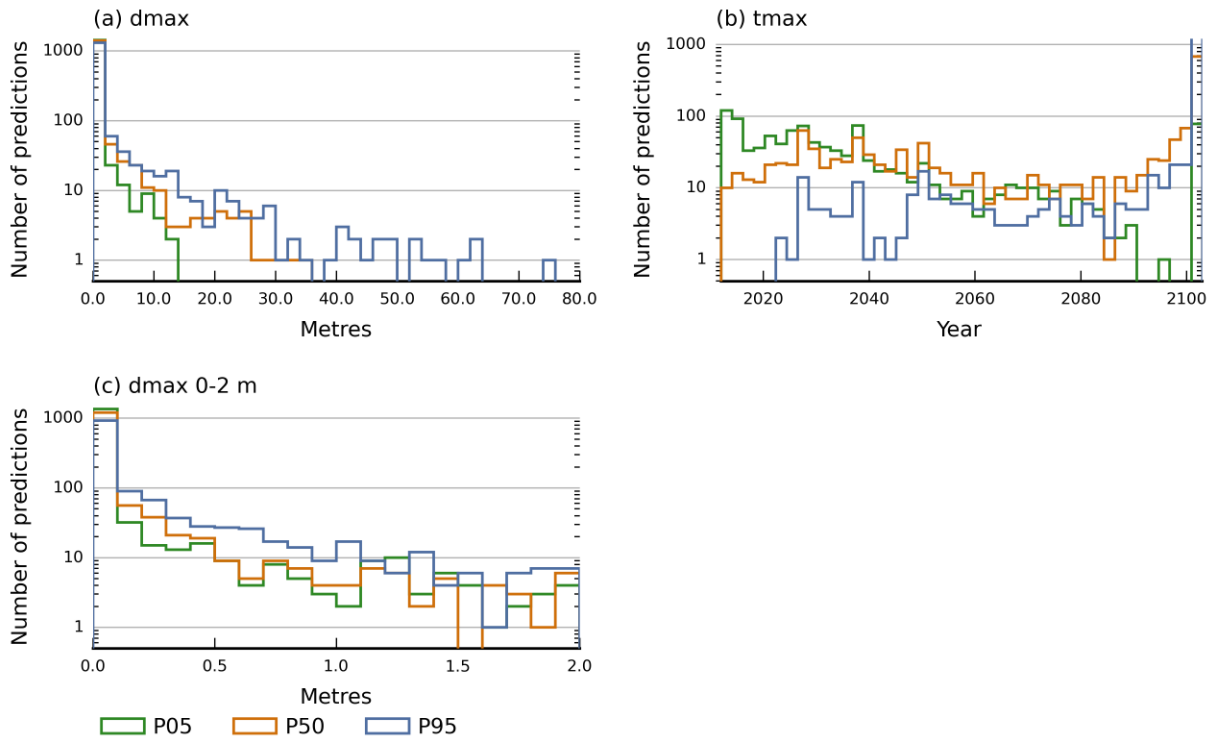 (a) dmax
Number of predictions
1000
100
10
1
0.0 10.0 20.0 30.0 40.0 50.0 60.0 70.0 80.0
Metres
(b) tmax
Number of predictions
1000
100
10
1
2020 2040 2060 2080 2100
Year
(c) dmax 0-2 m
Number of predictions
1000
100
10
1
0.0 0.5 1.0 1.5 2.0
Metres
P05 P50 P95